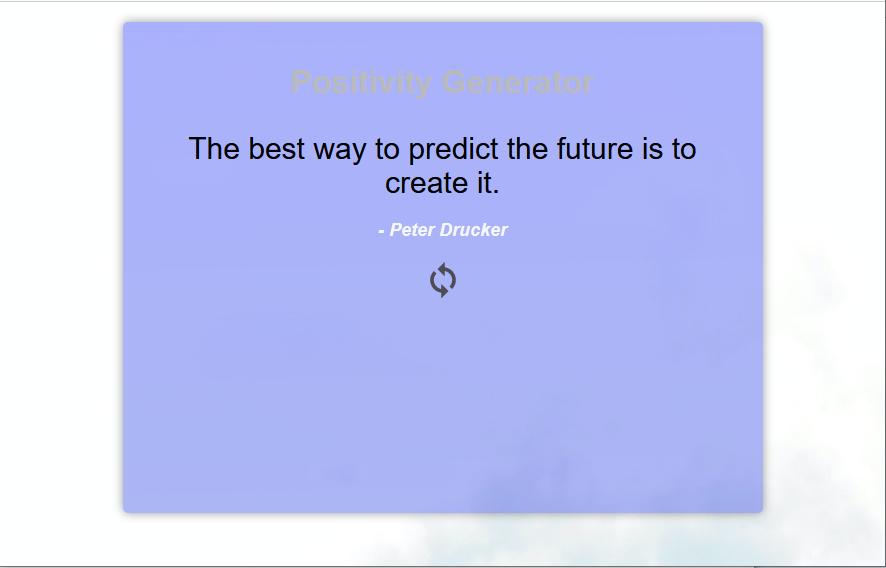 Positivity Generator
The best way to predict the future is to
create it.
- Peter Drucker